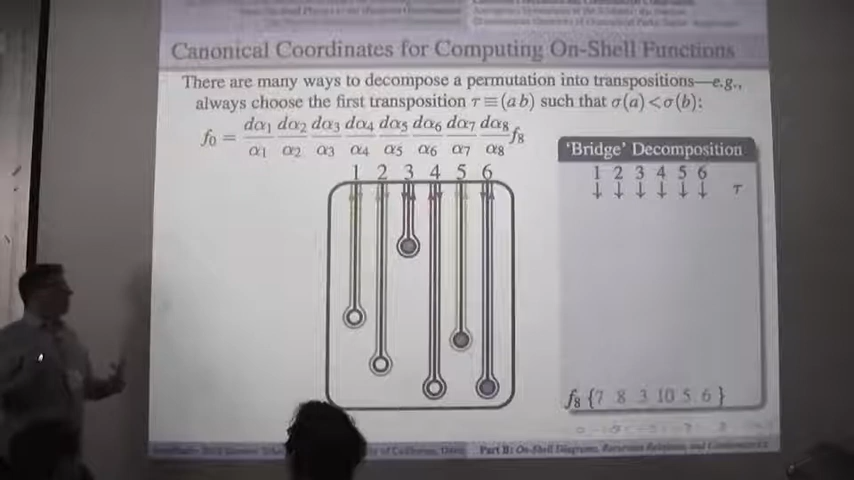 Canonical Coordinates for Computing On-Shell Functions
There are many ways to decompose a permutation into transpositions—e.g.,
always choose the first transposition τ≡(a b) such that σ(a)<σ(b):
f₀ = dα₁/α₁ dα₂/α₂ dα₃/α₃ dα₄/α₄ dα₅/α₅ dα₆/α₆ dα₇/α₇ dα₈/α₈ f₈
'Bridge' Decomposition
1 2 3 4 5 6
1 2 3 4 5 6
↓ ↓ ↓ ↓ ↓ ↓ τ
f₈ {7 8 3 10 5 6}
of California, Davis
Part B: On-Shell Diagrams, Recursion Relations, and Combinatorics